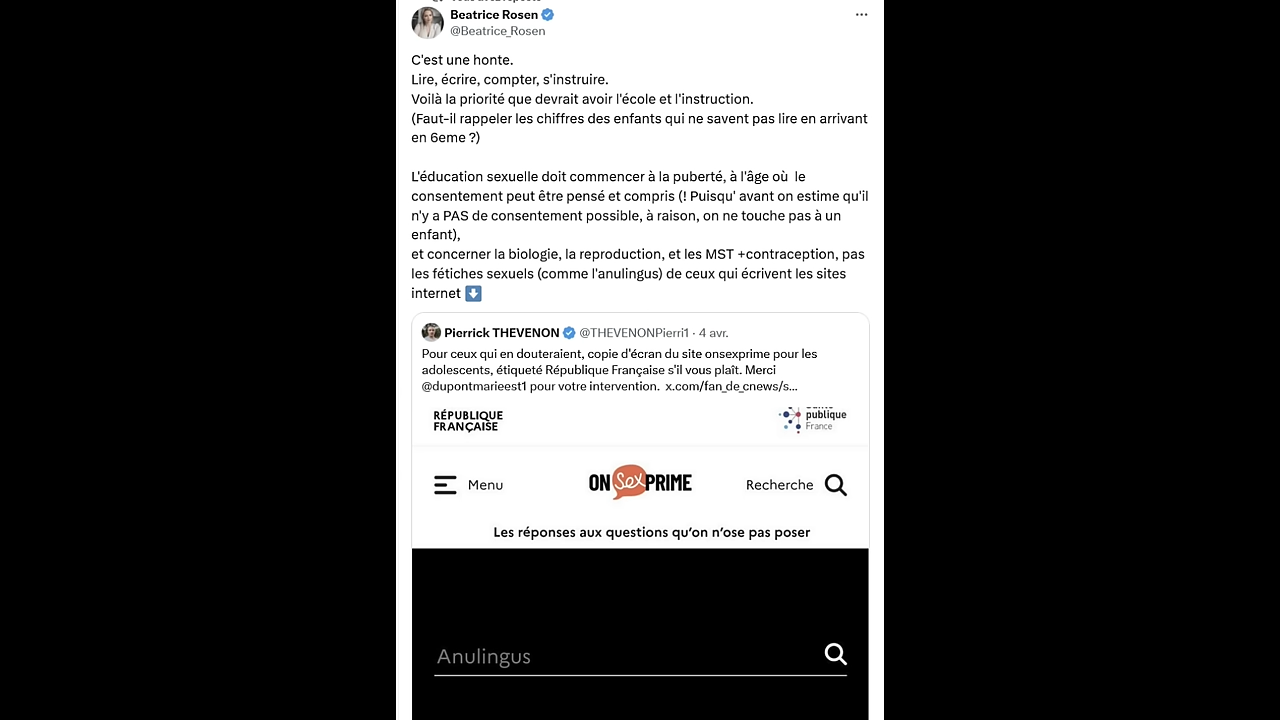 Beatrice Rosen
@Beatrice_Rosen
C'est une honte.
Lire, écrire, compter, s'instruire.
Voilà la priorité que devrait avoir l'école et l'instruction.
(Faut-il rappeler les chiffres des enfants qui ne savent pas lire en arrivant
en 6eme ?)
L'éducation sexuelle doit commencer à la puberté, à l'âge où  le
consentement peut être pensé et compris (! Puisqu' avant on estime qu'il
n'y a PAS de consentement possible, à raison, on ne touche pas à un
enfant),
et concerner la biologie, la reproduction, et les MST +contraception, pas
les fétiches sexuels (comme l'anulingus) de ceux qui écrivent les sites
internet
Pierrick THEVENON @THEVENONPierri1 · 4 avr.
Pour ceux qui en douteraient, copie d'écran du site onsexprime pour les
adolescents, étiqueté République Française s'il vous plaît. Merci
@dupontmarieest1 pour votre intervention.  x.com/fan_de_cnews/s...
RÉPUBLIQUE
FRANÇAISE
publique
France
Menu
ON Sex PRIME
Recherche
Les réponses aux questions qu'on n'ose pas poser
Anulingus